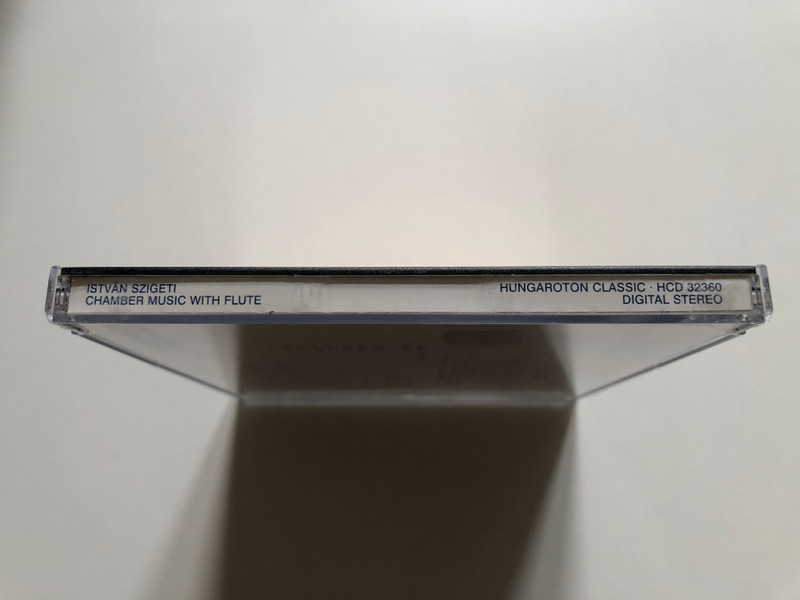 ISTVÁN SZIGETI
CHAMBER MUSIC WITH FLUTE
HUNGAROTON CLASSIC · HCD 32360
DIGITAL STEREO